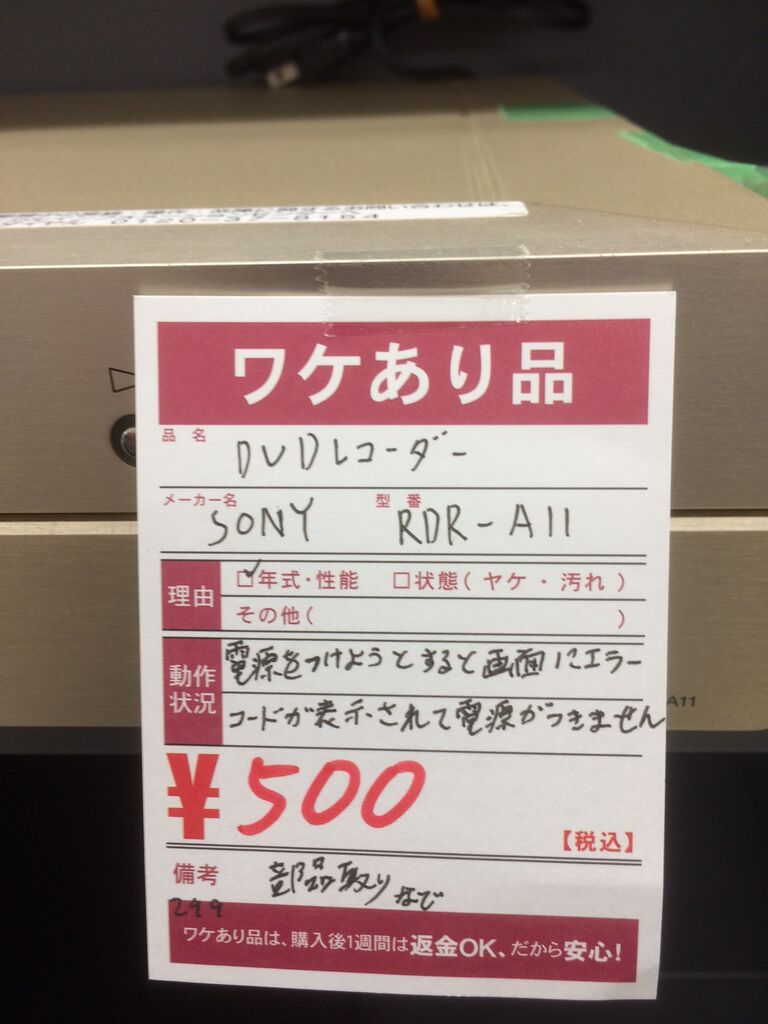 0120-37-8184
ワケあり品
品名
DVDレコーダー
メーカー名
SONY
型番
RDR-A11
理由
☑年式・性能 □状態(ヤケ・汚れ)
その他( )
動作状況
電源をつけようとすると画面にエラー
コードが表示されて電源がつきません
A11
¥500
【税込】
備考
部品取りなど
299
ワケあり品は、購入後1週間は返金OK、だから安心!